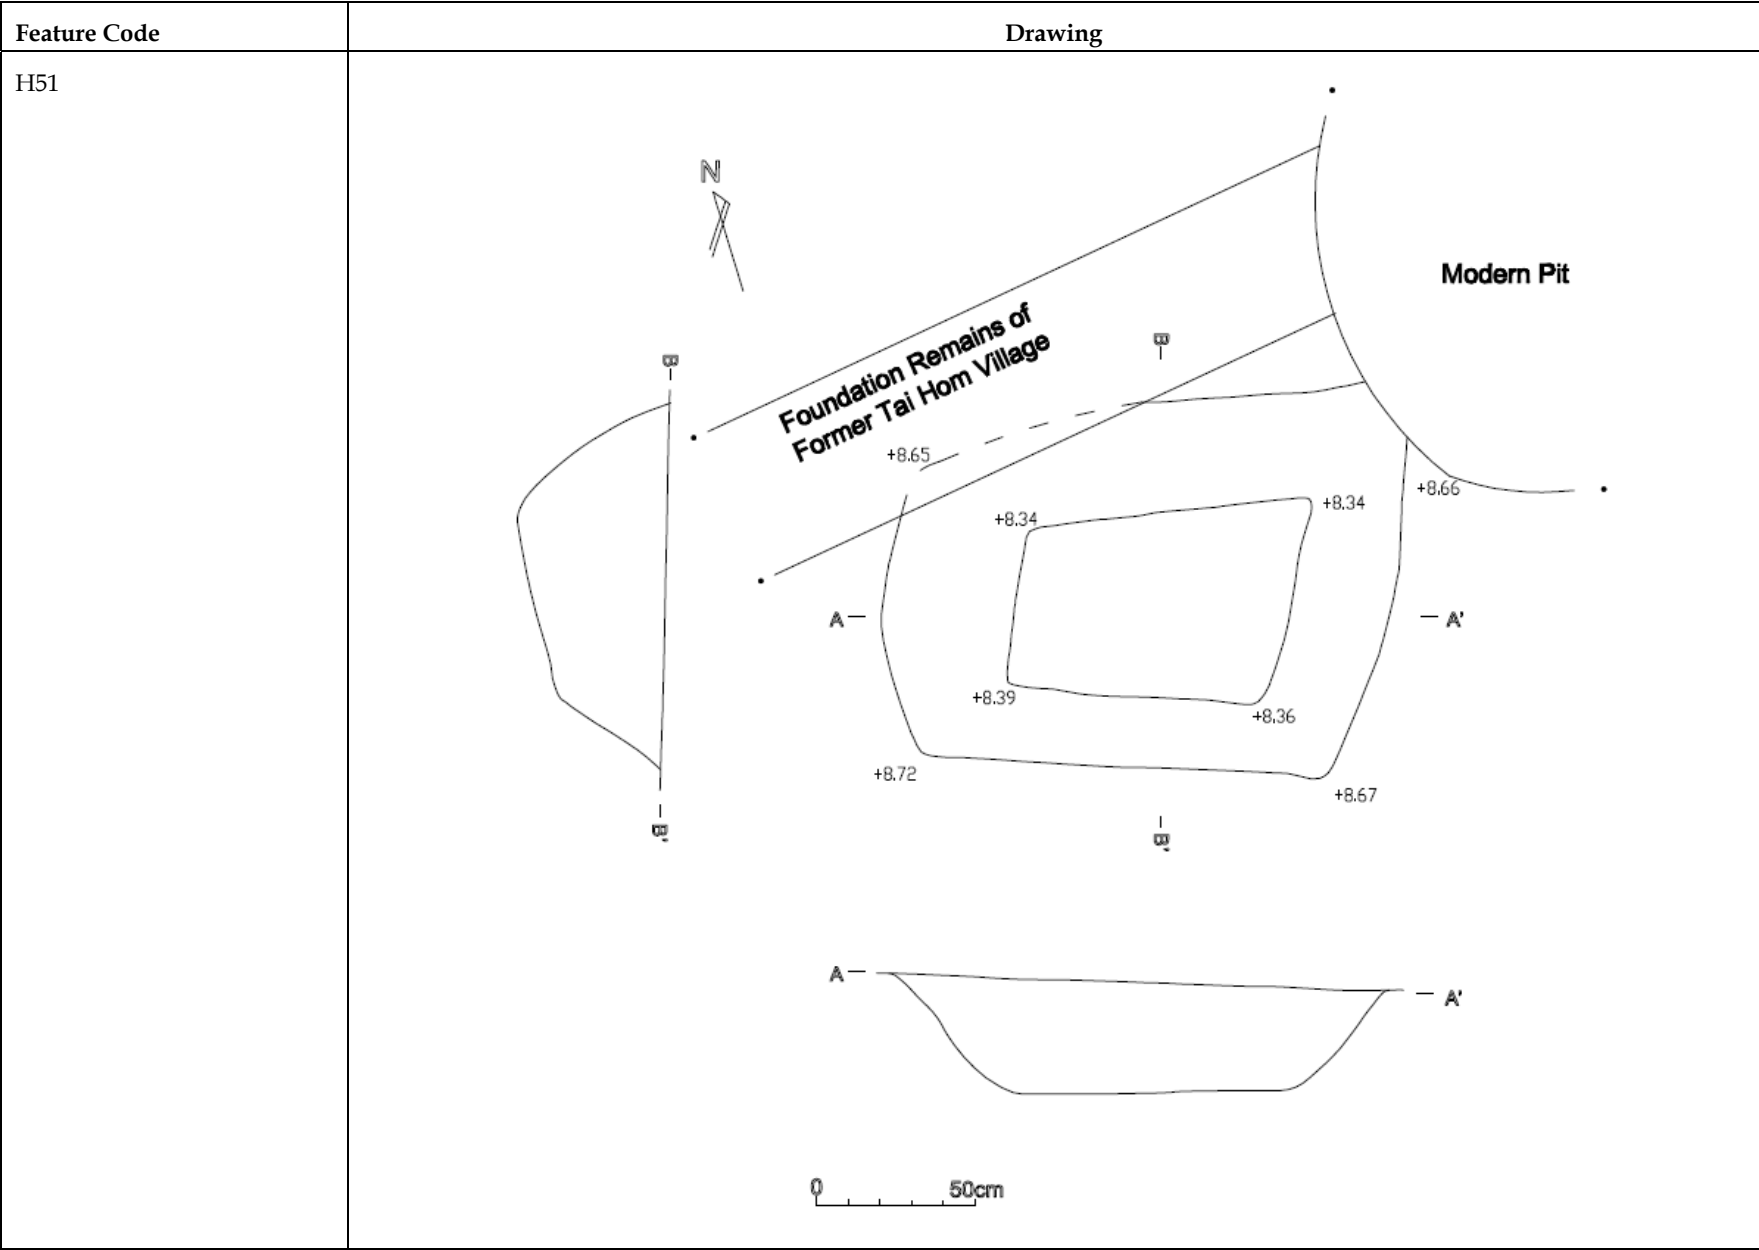 Feature Code
Drawing
H51
N
Modern Pit
Foundation Remains of
Former Tai Hom Village
B
B
+8.65
+8.66
+8.34
+8.34
A
A'
+8.39
+8.36
+8.72
+8.67
B'
B'
A
A'
0
50cm